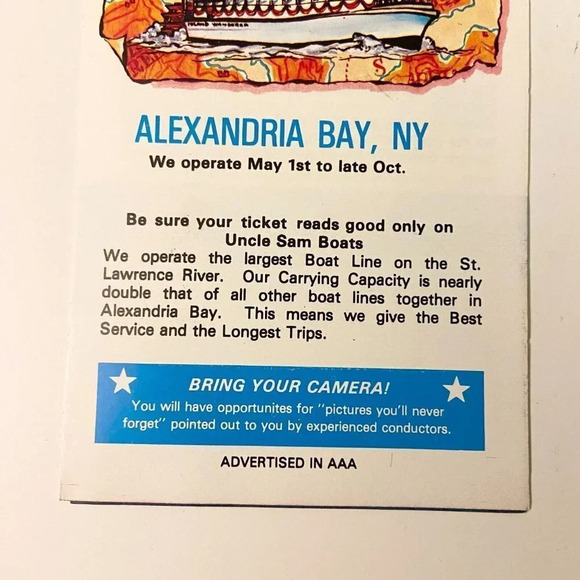 ISLAND WANDERER
ALEXANDRIA BAY, NY
We operate May 1st to late Oct.
Be sure your ticket reads good only on
Uncle Sam Boats
We operate the largest Boat Line on the St.
Lawrence River. Our Carrying Capacity is nearly
double that of all other boat lines together in
Alexandria Bay. This means we give the Best
Service and the Longest Trips.
BRING YOUR CAMERA!
You will have opportunites for "pictures you'll never
forget" pointed out to you by experienced conductors.
ADVERTISED IN AAA